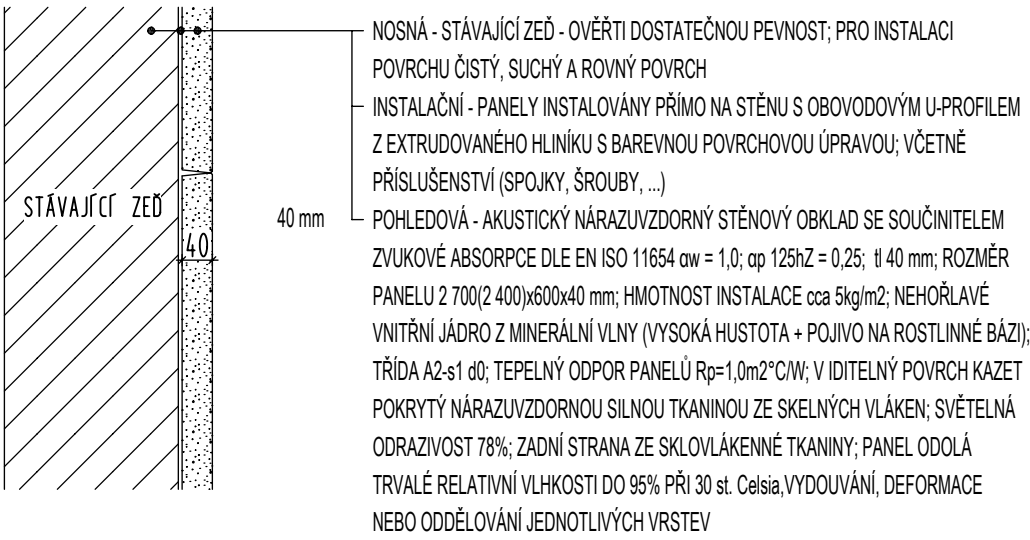 NOSNÁ - STÁVAJÍCÍ ZEĎ - OVĚŘTI DOSTATEČNOU PEVNOST; PRO INSTALACI
POVRCHU ČISTÝ, SUCHÝ A ROVNÝ POVRCH
INSTALAČNÍ - PANELY INSTALOVÁNY PŘÍMO NA STĚNU S OBOVODOVÝM U-PROFILEM
Z EXTRUDOVANÉHO HLINÍKU S BAREVNOU POVRCHOVOU ÚPRAVOU; VČETNĚ
PŘÍSLUŠENSTVÍ (SPOJKY, ŠROUBY, ...)
STÁVAJÍCÍ ZEĎ
40
40 mm
POHLEDOVÁ - AKUSTICKÝ NÁRAZUVZDORNÝ STĚNOVÝ OBKLAD SE SOUČINITELEM
ZVUKOVÉ ABSORPCE DLE EN ISO 11654 αw = 1,0; αp 125hZ = 0,25; tl 40 mm; ROZMĚR
PANELU 2 700(2 400)x600x40 mm; HMOTNOST INSTALACE cca 5kg/m2; NEHOŘLAVÉ
VNITŘNÍ JÁDRO Z MINERÁLNÍ VLNY (VYSOKÁ HUSTOTA + POJIVO NA ROSTLINNÉ BÁZI);
TŘÍDA A2-s1 d0; TEPELNÝ ODPOR PANELŮ Rp=1,0m2°C/W; V IDITELNÝ POVRCH KAZET
POKRYTÝ NÁRAZUVZDORNOU SILNOU TKANINOU ZE SKELNÝCH VLÁKEN; SVĚTELNÁ
ODRAZIVOST 78%; ZADNÍ STRANA ZE SKLOVLÁKENNÉ TKANINY; PANEL ODOLÁ
TRVALÉ RELATIVNÍ VLHKOSTI DO 95% PŘI 30 st. Celsia,VYDOUVÁNÍ, DEFORMACE
NEBO ODDĚLOVÁNÍ JEDNOTLIVÝCH VRSTEV